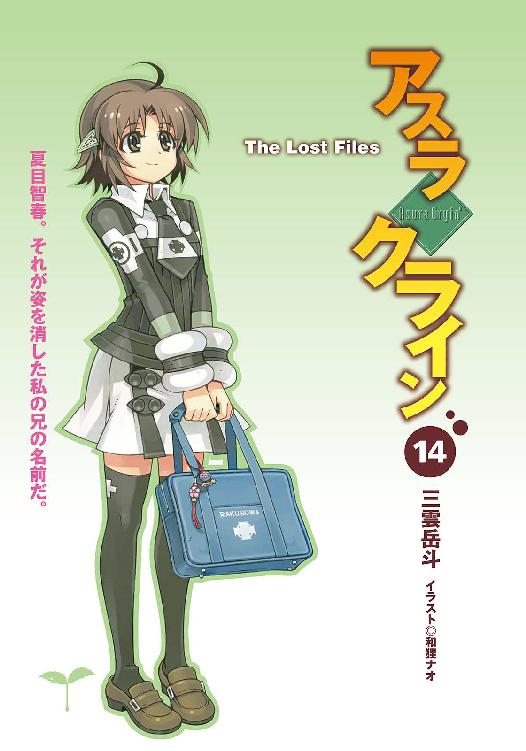 アスラクライン
Asura Cryin'
14
The Lost Files
三雲岳斗
イラスト◎和狸ナオ
夏目智春。それが姿を消した私の兄の名前だ。
RAKUROWA